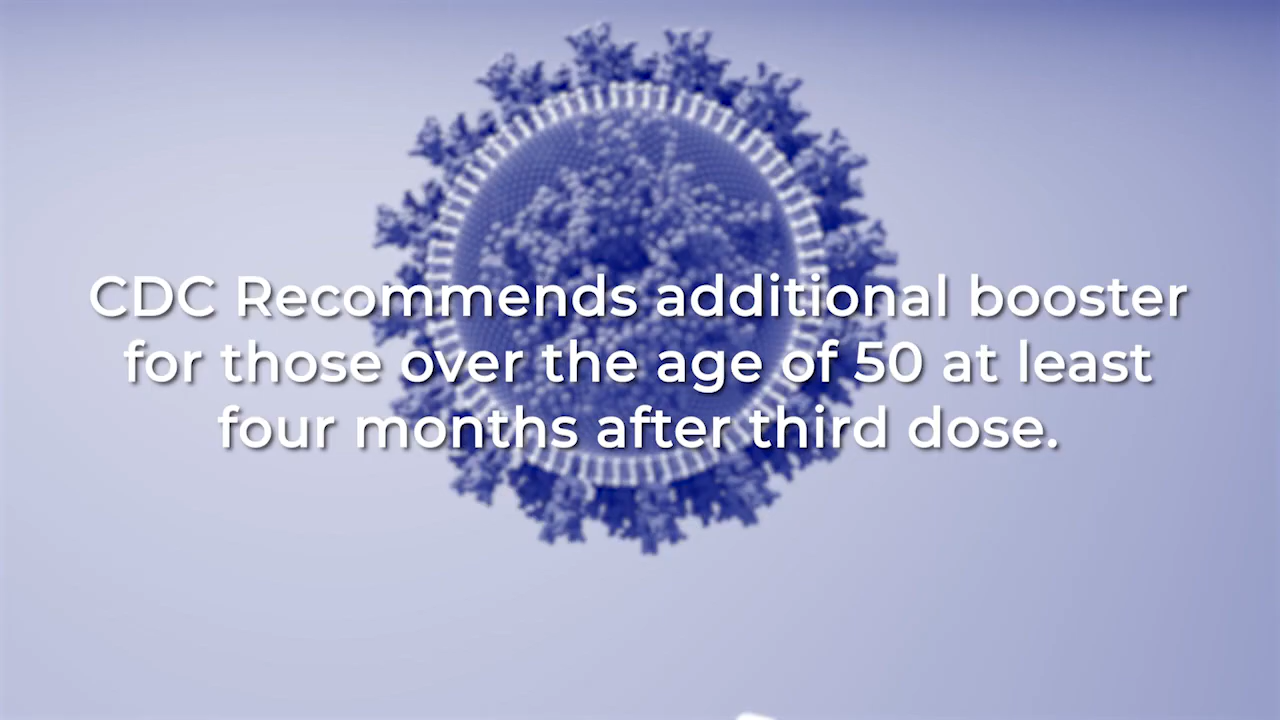 CDC Recommends additional booster
for those over the age of 50 at least
four months after third dose.